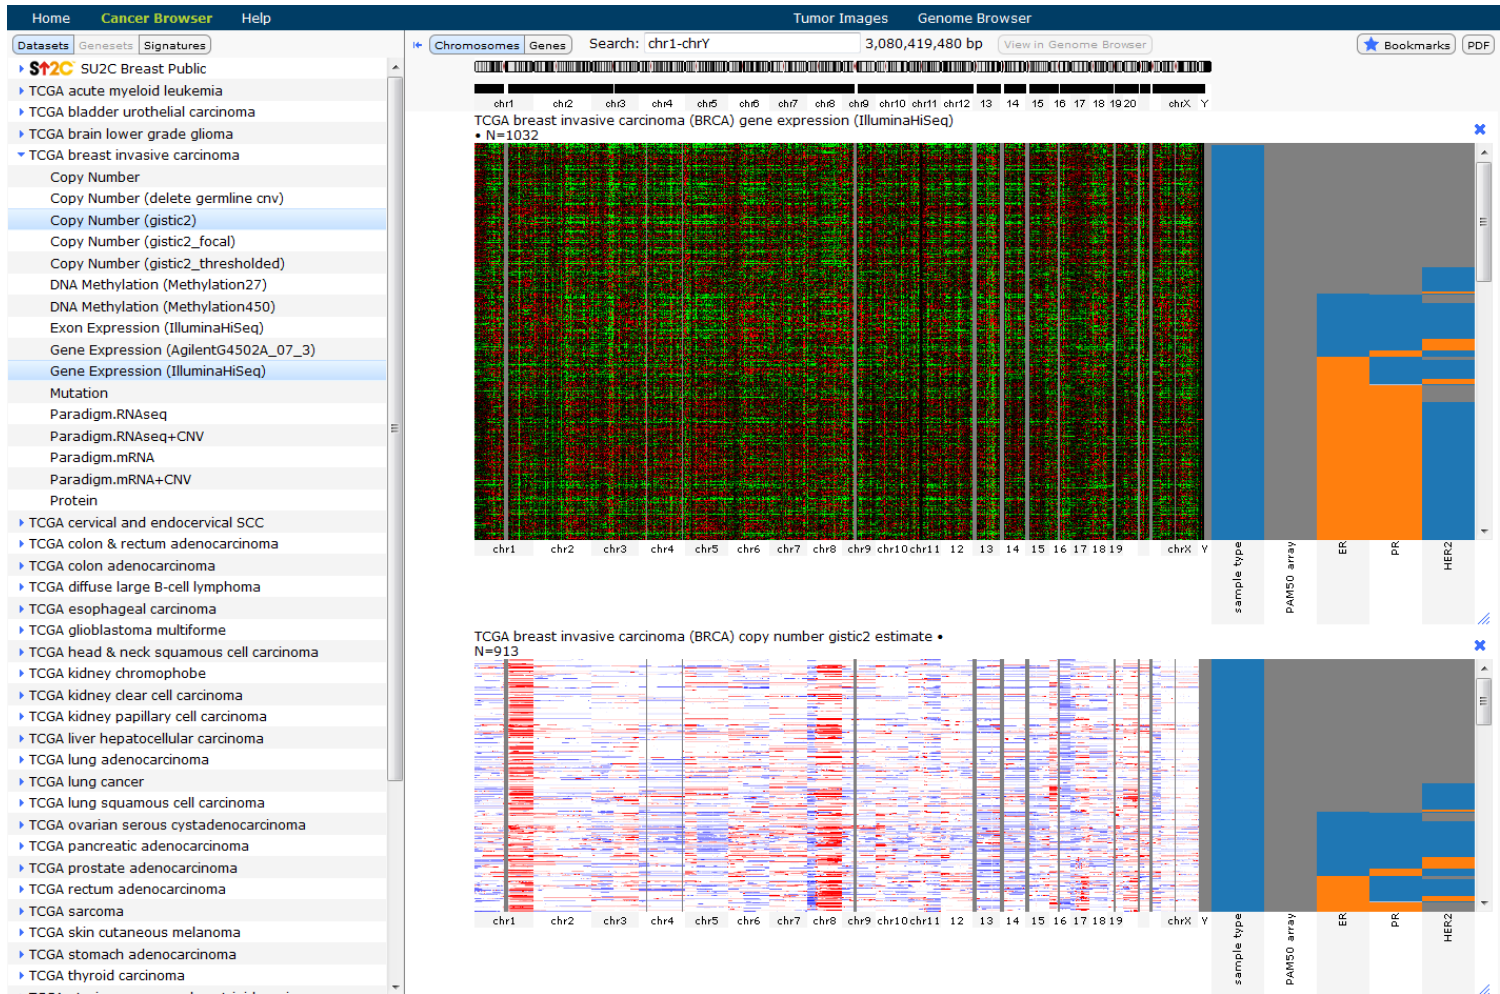 Home Cancer Browser Help Tumor Images Genome Browser
Datasets Genesets Signatures
Chromosomes Genes Search: chr1-chrY 3,080,419,480 bp View in Genome Browser Bookmarks PDF
SU2C SU2C Breast Public
TCGA acute myeloid leukemia
TCGA bladder urothelial carcinoma
TCGA brain lower grade glioma
TCGA breast invasive carcinoma
Copy Number
Copy Number (delete germline cnv)
Copy Number (gistic2)
Copy Number (gistic2_focal)
Copy Number (gistic2_thresholded)
DNA Methylation (Methylation27)
DNA Methylation (Methylation450)
Exon Expression (IlluminaHiSeq)
Gene Expression (AgilentG4502A_07_3)
Gene Expression (IlluminaHiSeq)
Mutation
Paradigm.RNAseq
Paradigm.RNAseq+CNV
Paradigm.mRNA
Paradigm.mRNA+CNV
Protein
TCGA cervical and endocervical SCC
TCGA colon & rectum adenocarcinoma
TCGA colon adenocarcinoma
TCGA diffuse large B-cell lymphoma
TCGA esophageal carcinoma
TCGA glioblastoma multiforme
TCGA head & neck squamous cell carcinoma
TCGA kidney chromophobe
TCGA kidney clear cell carcinoma
TCGA kidney papillary cell carcinoma
TCGA liver hepatocellular carcinoma
TCGA lung adenocarcinoma
TCGA lung cancer
TCGA lung squamous cell carcinoma
TCGA ovarian serous cystadenocarcinoma
TCGA pancreatic adenocarcinoma
TCGA prostate adenocarcinoma
TCGA rectum adenocarcinoma
TCGA sarcoma
TCGA skin cutaneous melanoma
TCGA stomach adenocarcinoma
TCGA thyroid carcinoma
chr1 chr2 chr3 chr4 chr5 chr6 chr7 chr8 chr9 chr10 chr11 chr12 13 14 15 16 17 18 19 20 chrX Y
TCGA breast invasive carcinoma (BRCA) gene expression (IlluminaHiSeq)
• N=1032
chr1 chr2 chr3 chr4 chr5 chr6 chr7 chr8 chr9 chr10 chr11 12 13 14 15 16 17 18 19 chrX Y
sample type
PAM50 array
ER
PR
HER2
TCGA breast invasive carcinoma (BRCA) copy number gistic2 estimate •
N=913
chr1 chr2 chr3 chr4 chr5 chr6 chr7 chr8 chr9 chr10 chr11 12 13 14 15 16 17 18 19 chrX Y
sample type
PAM50 array
ER
PR
HER2